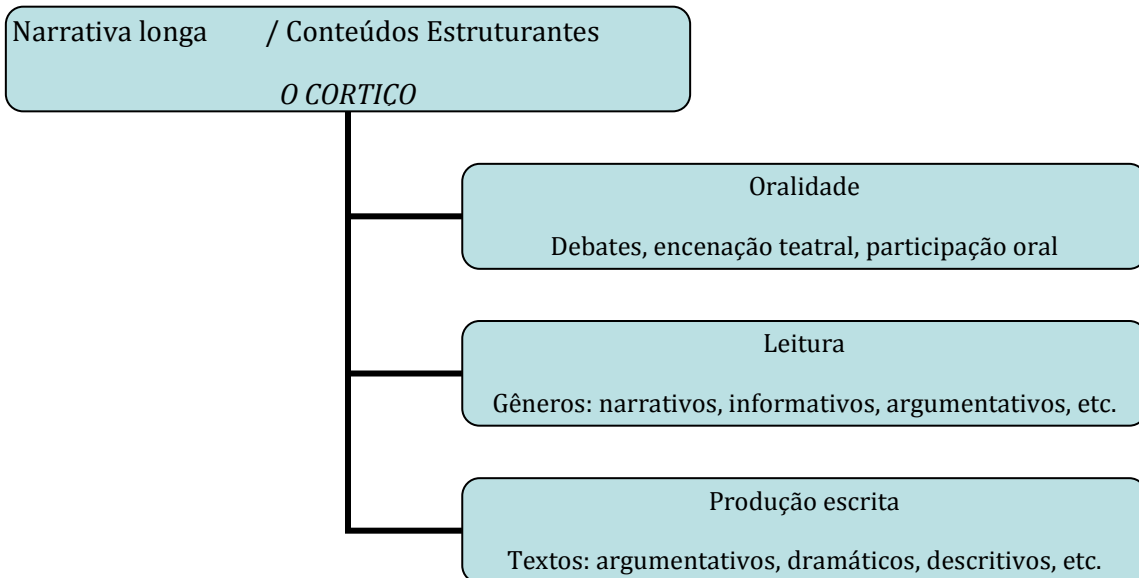 Narrativa longa / Conteúdos Estruturantes
O CORTIÇO
Oralidade
Debates, encenação teatral, participação oral
Leitura
Gêneros: narrativos, informativos, argumentativos, etc.
Produção escrita
Textos: argumentativos, dramáticos, descritivos, etc.